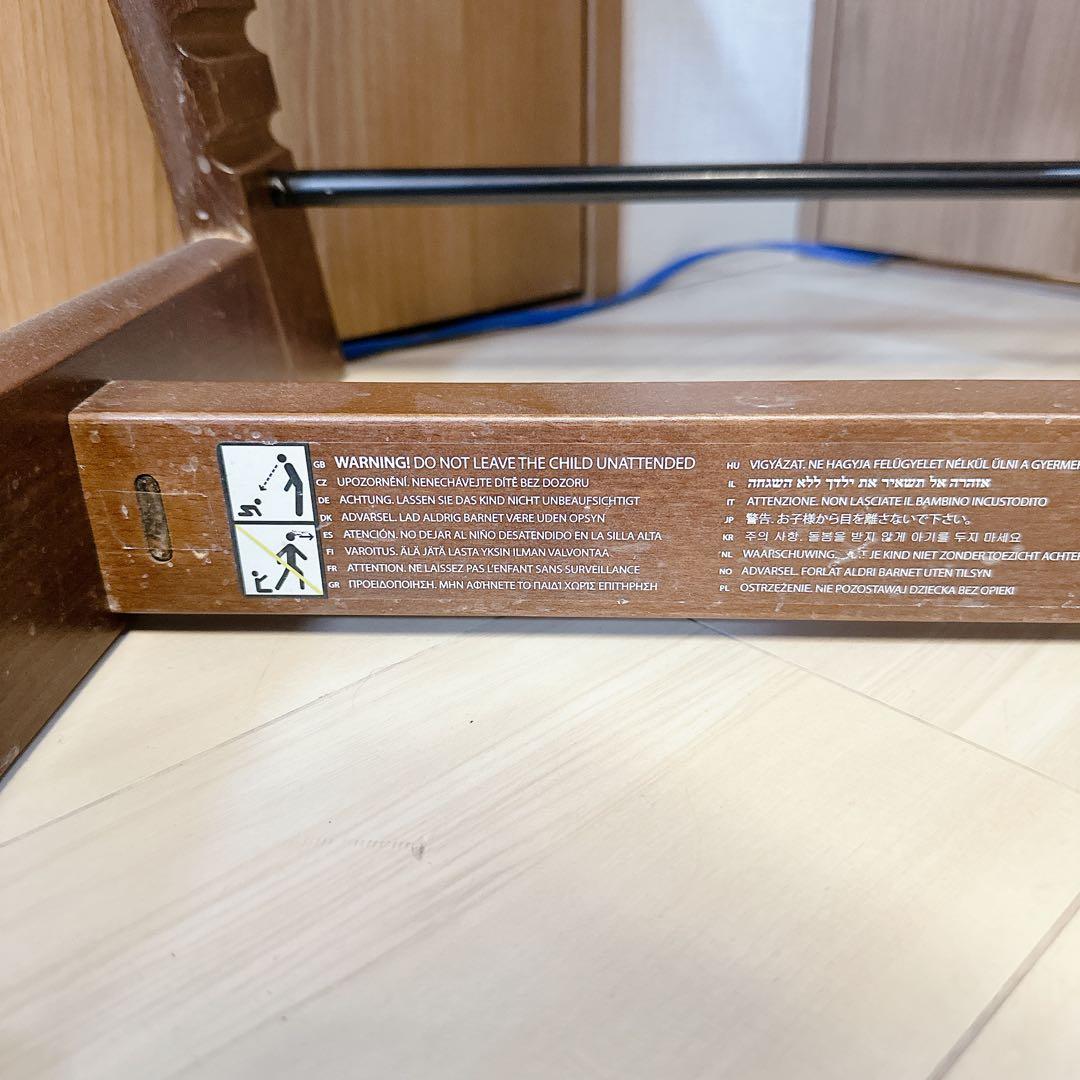 GB WARNING! DO NOT LEAVE THE CHILD UNATTENDED
CZ UPOZORNĚNÍ. NENECHÁVEJTE DÍTĚ BEZ DOZORU
DE ACHTUNG. LASSEN SIE DAS KIND NICHT UNBEAUFSICHTIGT
DK ADVARSEL. LAD ALDRIG BARNET VÆRE UDEN OPSYN
ES ATENCIÓN. NO DEJAR AL NIÑO DESATENDIDO EN LA SILLA ALTA
FI VAROITUS. ÄLÄ JÄTÄ LASTA YKSIN ILMAN VALVONTAA
FR ATTENTION. NE LAISSEZ PAS L'ENFANT SANS SURVEILLANCE
GR ΠΡΟΕΙΔΟΠΟΙΗΣΗ. ΜΗΝ ΑΦΗΝΕΤΕ ΤΟ ΠΑΙΔΙ ΧΩΡΙΣ ΕΠΙΤΗΡΗΣΗ
HU VIGYÁZAT. NE HAGYJA FELÜGYELET NÉLKÜL ÜLNI A GYERMEK
IL אזהרה אל תשאיר את ילדך ללא השגחה
IT ATTENZIONE. NON LASCIATE IL BAMBINO INCUSTODITO
JP 警告. お子様から目を離さないで下さい。
KR 주의 사항. 돌봄을 받지 않게 아기를 두지 마세요
NL WAARSCHUWING. JE KIND NIET ZONDER TOEZICHT ACHTER
NO ADVARSEL. FORLAT ALDRI BARNET UTEN TILSYN
PL OSTRZEŻENIE. NIE POZOSTAWAJ DZIECKA BEZ OPIEKI